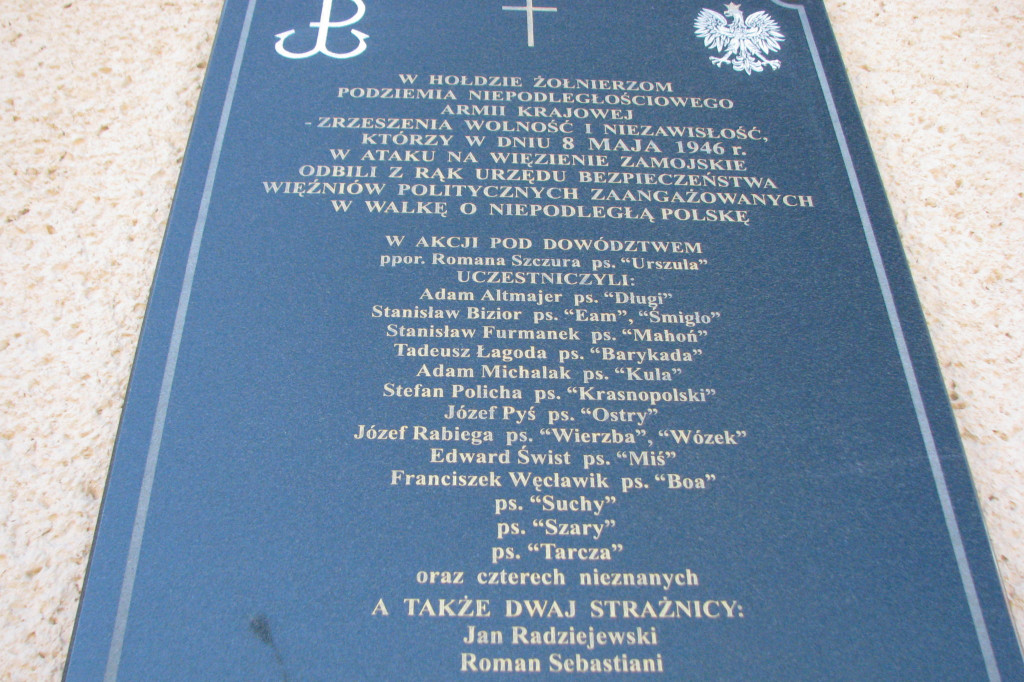 W HOŁDZIE ŻOŁNIERZOM
PODZIEMIA NIEPODLEGŁOŚCIOWEGO
ARMII KRAJOWEJ
- ZRZESZENIA WOLNOŚĆ I NIEZAWISŁOŚĆ,
KTÓRZY W DNIU 8 MAJA 1946 r.
W ATAKU NA WIĘZIENIE ZAMOJSKIE
ODBILI Z RĄK URZĘDU BEZPIECZEŃSTWA
WIĘŹNIÓW POLITYCZNYCH ZAANGAŻOWANYCH
W WALKĘ O NIEPODLEGŁĄ POLSKĘ
W AKCJI POD DOWÓDZTWEM
ppor. Romana Szczura ps. “Urszula”
UCZESTNICZYLI:
Adam Altmajer ps. “Długi”
Stanisław Bizior ps. “Eam”, “Śmigło”
Stanisław Furmanek ps. “Mahoń”
Tadeusz Łagoda ps. “Barykada”
Adam Michalak ps. “Kula”
Stefan Policha ps. “Krasnopolski”
Józef Pyś ps. “Ostry”
Józef Rabiega ps. “Wierzba”, “Wózek”
Edward Świst ps. “Miś”
Franciszek Węcławik ps. “Boa”
ps. “Suchy”
ps. “Szary”
ps. “Tarcza”
oraz czterech nieznanych
A TAKŻE DWAJ STRAŻNICY:
Jan Radziejewski
Roman Sebastiani